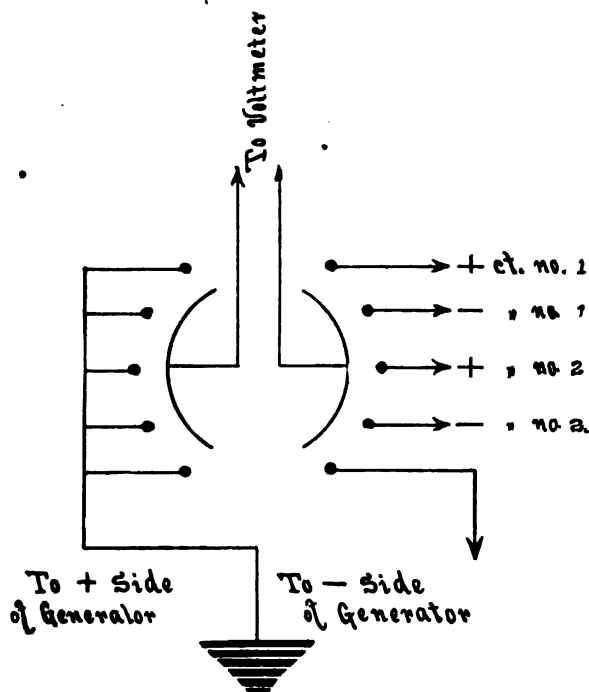 To Voltmeter
+ ct. no. 1
− " no 1
+ " no. 2
− " no. 2.
To + Side
of Generator
To − Side
of Generator